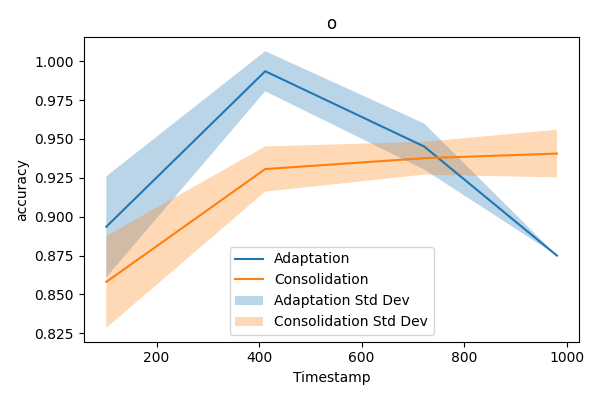 o
accuracy
1.000
0.975
0.950
0.925
0.900
0.875
0.850
0.825
Adaptation
Consolidation
Adaptation Std Dev
Consolidation Std Dev
200
400
600
800
1000
Timestamp